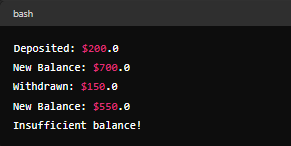 bash
Deposited: $200.0
New Balance: $700.0
Withdrawn: $150.0
New Balance: $550.0
Insufficient balance!